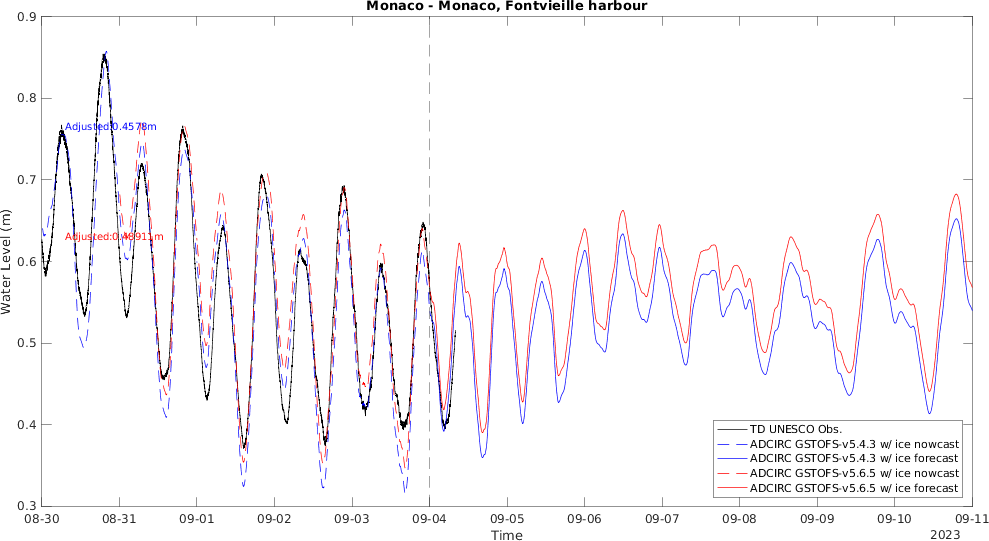 Monaco - Monaco, Fontvieille harbour
0.9
0.8
0.7
0.6
0.5
0.4
0.3
Water Level (m)
Adjusted:0.4578m
TD UNESCO Obs.
ADCIRC GSTOFS-v5.4.3 w/ ice nowcast
ADCIRC GSTOFS-v5.4.3 w/ ice forecast
ADCIRC GSTOFS-v5.6.5 w/ ice nowcast
ADCIRC GSTOFS-v5.6.5 w/ ice forecast
08-30 08-31 09-01 09-02 09-03 09-04 09-05 09-06 09-07 09-08 09-09 09-10 09-11
Time
2023